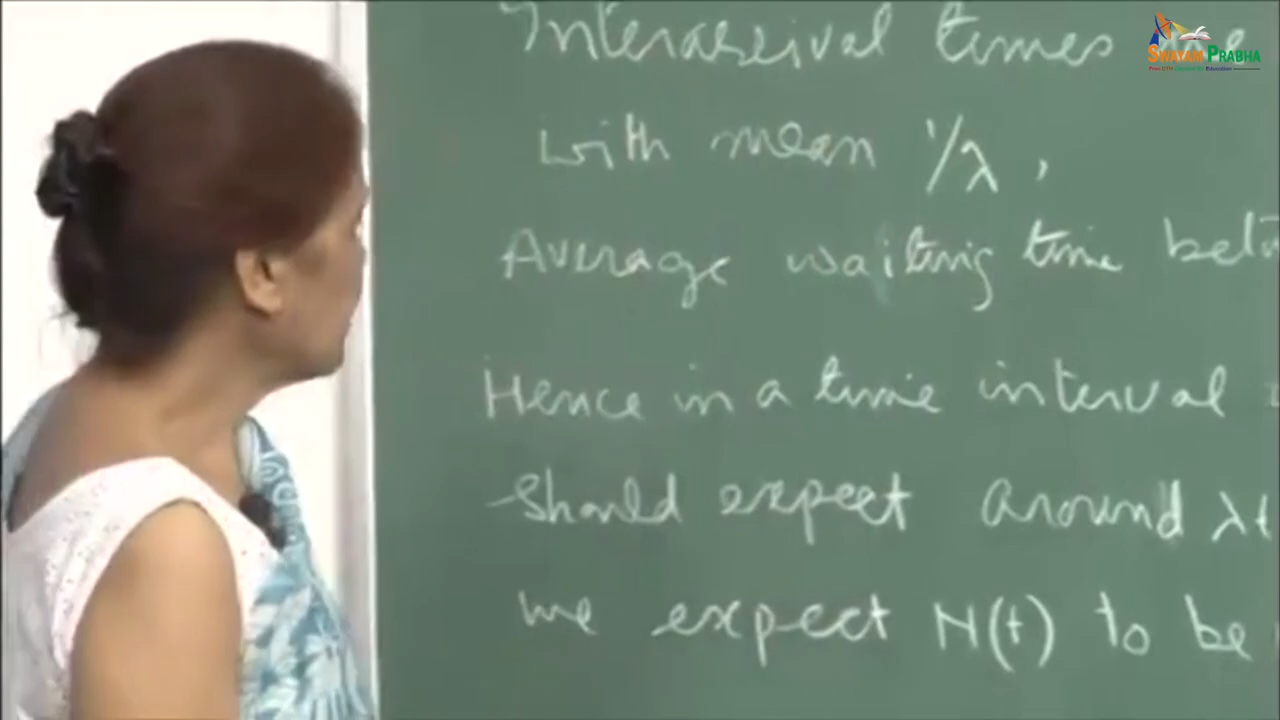 Interarrival times
SWAYAM PRABHA
with mean 1/λ,
Average waiting time
Hence in a time interval
should expect around λt
we expect N(t) to be